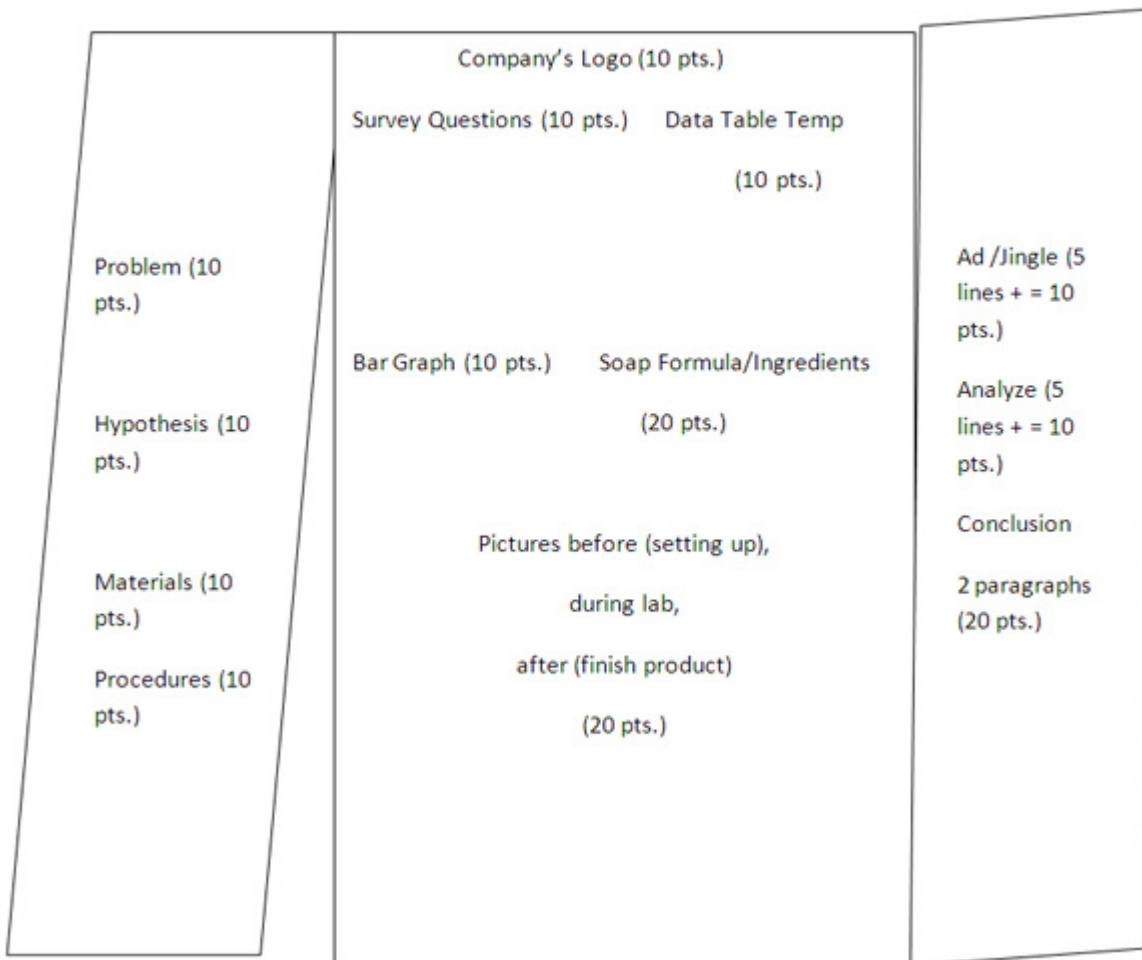 Problem (10
pts.)
Hypothesis (10
pts.)
Materials (10
pts.)
Procedures (10
pts.)
Company's Logo (10 pts.)
Survey Questions (10 pts.) Data Table Temp
(10 pts.)
Bar Graph (10 pts.) Soap Formula/Ingredients
(20 pts.)
Pictures before (setting up),
during lab,
after (finish product)
(20 pts.)
Ad /Jingle (5
lines + = 10
pts.)
Analyze (5
lines + = 10
pts.)
Conclusion
2 paragraphs
(20 pts.)